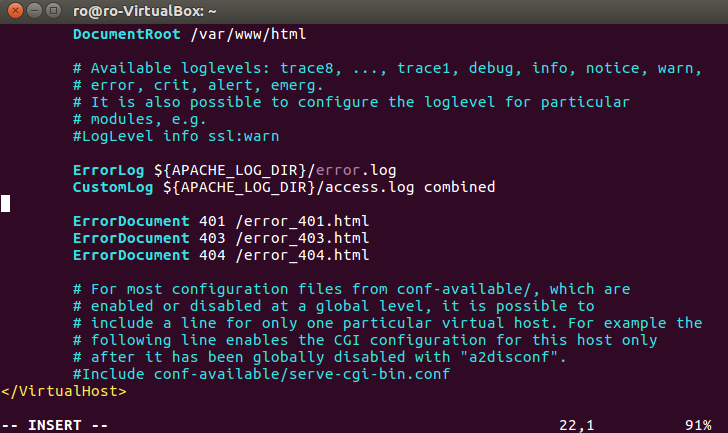 ro@ro-VirtualBox: ~
DocumentRoot /var/www/html
# Available loglevels: trace8, ..., trace1, debug, info, notice, warn,
# error, crit, alert, emerg.
# It is also possible to configure the loglevel for particular
# modules, e.g.
#LogLevel info ssl:warn
ErrorLog ${APACHE_LOG_DIR}/error.log
CustomLog ${APACHE_LOG_DIR}/access.log combined
ErrorDocument 401 /error_401.html
ErrorDocument 403 /error_403.html
ErrorDocument 404 /error_404.html
# For most configuration files from conf-available/, which are
# enabled or disabled at a global level, it is possible to
# include a line for only one particular virtual host. For example the
# following line enables the CGI configuration for this host only
# after it has been globally disabled with "a2disconf".
#Include conf-available/serve-cgi-bin.conf
</VirtualHost>
-- INSERT -- 22,1 91%